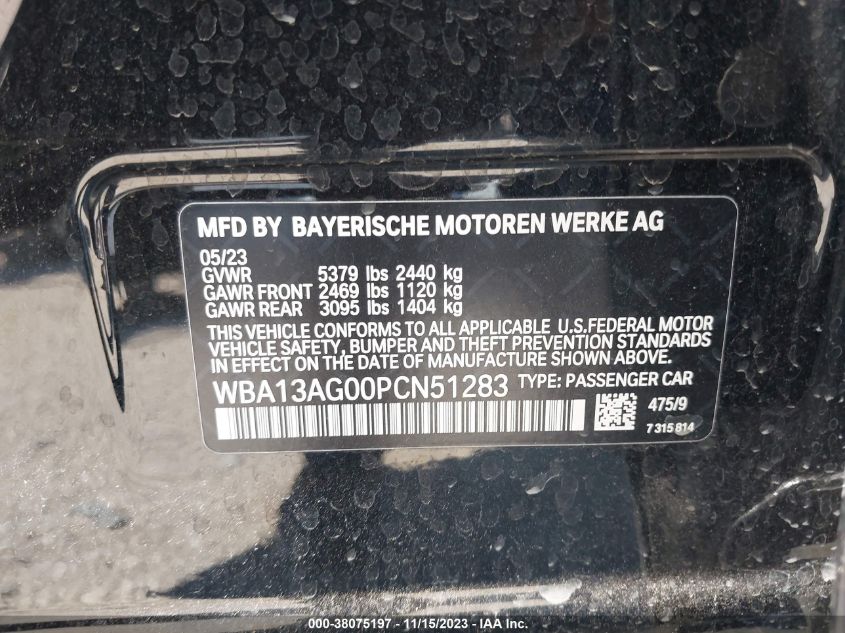 MFD BY BAYERISCHE MOTOREN WERKE AG
05/23
GVWR 5379 lbs 2440 kg
GAWR FRONT 2469 lbs 1120 kg
GAWR REAR 3095 lbs 1404 kg
THIS VEHICLE CONFORMS TO ALL APPLICABLE U.S.FEDERAL MOTOR
VEHICLE SAFETY, BUMPER AND THEFT PREVENTION STANDARDS
IN EFFECT ON THE DATE OF MANUFACTURE SHOWN ABOVE.
WBA13AG00PCN51283 TYPE: PASSENGER CAR
475/9
7315814
000-38075197 - 11/15/2023 - IAA Inc.